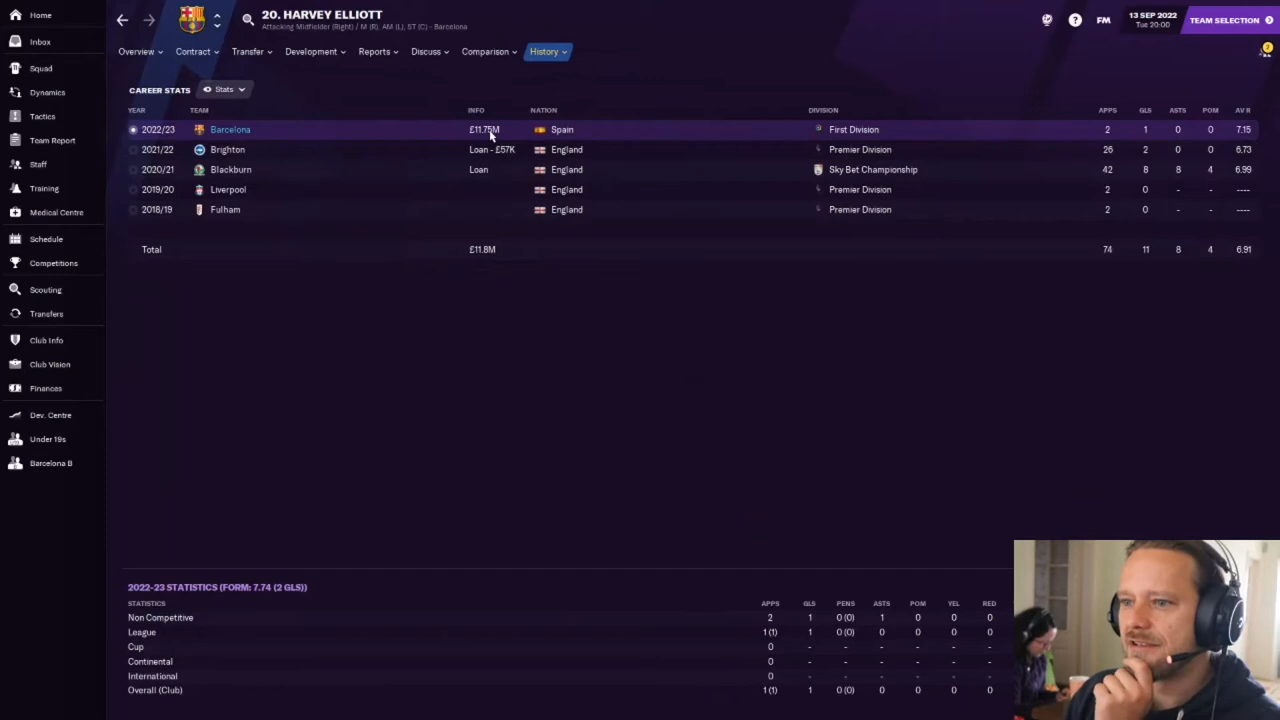 Home
Inbox
Squad
Dynamics
Tactics
Team Report
Staff
Training
Medical Centre
Schedule
Competitions
Scouting
Transfers
Club Info
Club Vision
Finances
Dev. Centre
Under 19s
Barcelona B
20. HARVEY ELLIOTT
Attacking Midfielder (Right) / M (R), AM (L), ST (C) - Barcelona
? FM 13 SEP 2022
Tue 20:00
TEAM SELECTION
2
Overview Contract Transfer Development Reports Discuss Comparison History
CAREER STATS Stats
YEAR TEAM INFO NATION DIVISION APPS GLS ASTS POM AV R
2022/23 Barcelona £11.75M Spain First Division 2 1 0 0 7.15
2021/22 Brighton Loan - £57K England Premier Division 26 2 0 0 6.73
2020/21 Blackburn Loan England Sky Bet Championship 42 8 8 4 6.99
2019/20 Liverpool England Premier Division 2 0 - - ----
2018/19 Fulham England Premier Division 2 0 - - ----
Total £11.8M 74 11 8 4 6.91
2022-23 STATISTICS (FORM: 7.74 (2 GLS))
STATISTICS APPS GLS PENS ASTS POM YEL RED
Non Competitive 2 1 0 (0) 1 0 0 0
League 1 (1) 1 0 (0) 0 0 0 0
Cup 0 - - - - - -
Continental 0 - - - - - -
International 0 - - - - - -
Overall (Club) 1 (1) 1 0 (0) 0 0 0 0